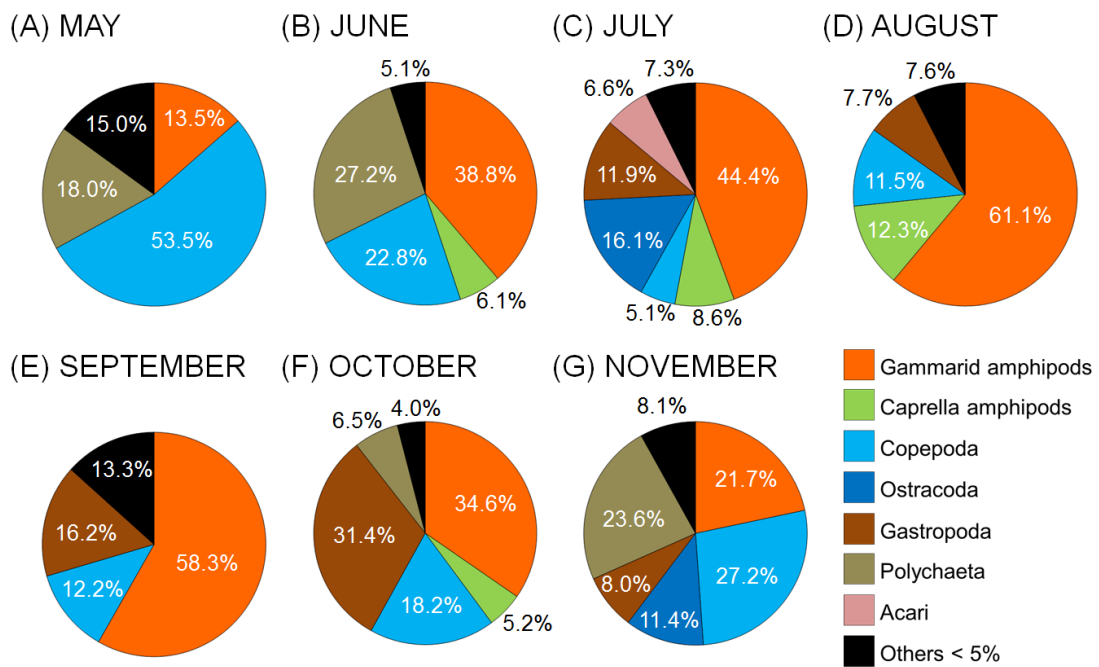 (A) MAY
15.0%
13.5%
18.0%
53.5%
(B) JUNE
5.1%
27.2%
38.8%
22.8%
6.1%
(C) JULY
7.3%
6.6%
11.9%
44.4%
16.1%
5.1%
8.6%
(D) AUGUST
7.6%
7.7%
11.5%
61.1%
12.3%
(E) SEPTEMBER
13.3%
16.2%
58.3%
12.2%
(F) OCTOBER
4.0%
6.5%
34.6%
31.4%
18.2%
5.2%
(G) NOVEMBER
8.1%
21.7%
23.6%
27.2%
8.0%
11.4%
Gammarid amphipods
Caprella amphipods
Copepoda
Ostracoda
Gastropoda
Polychaeta
Acari
Others < 5%